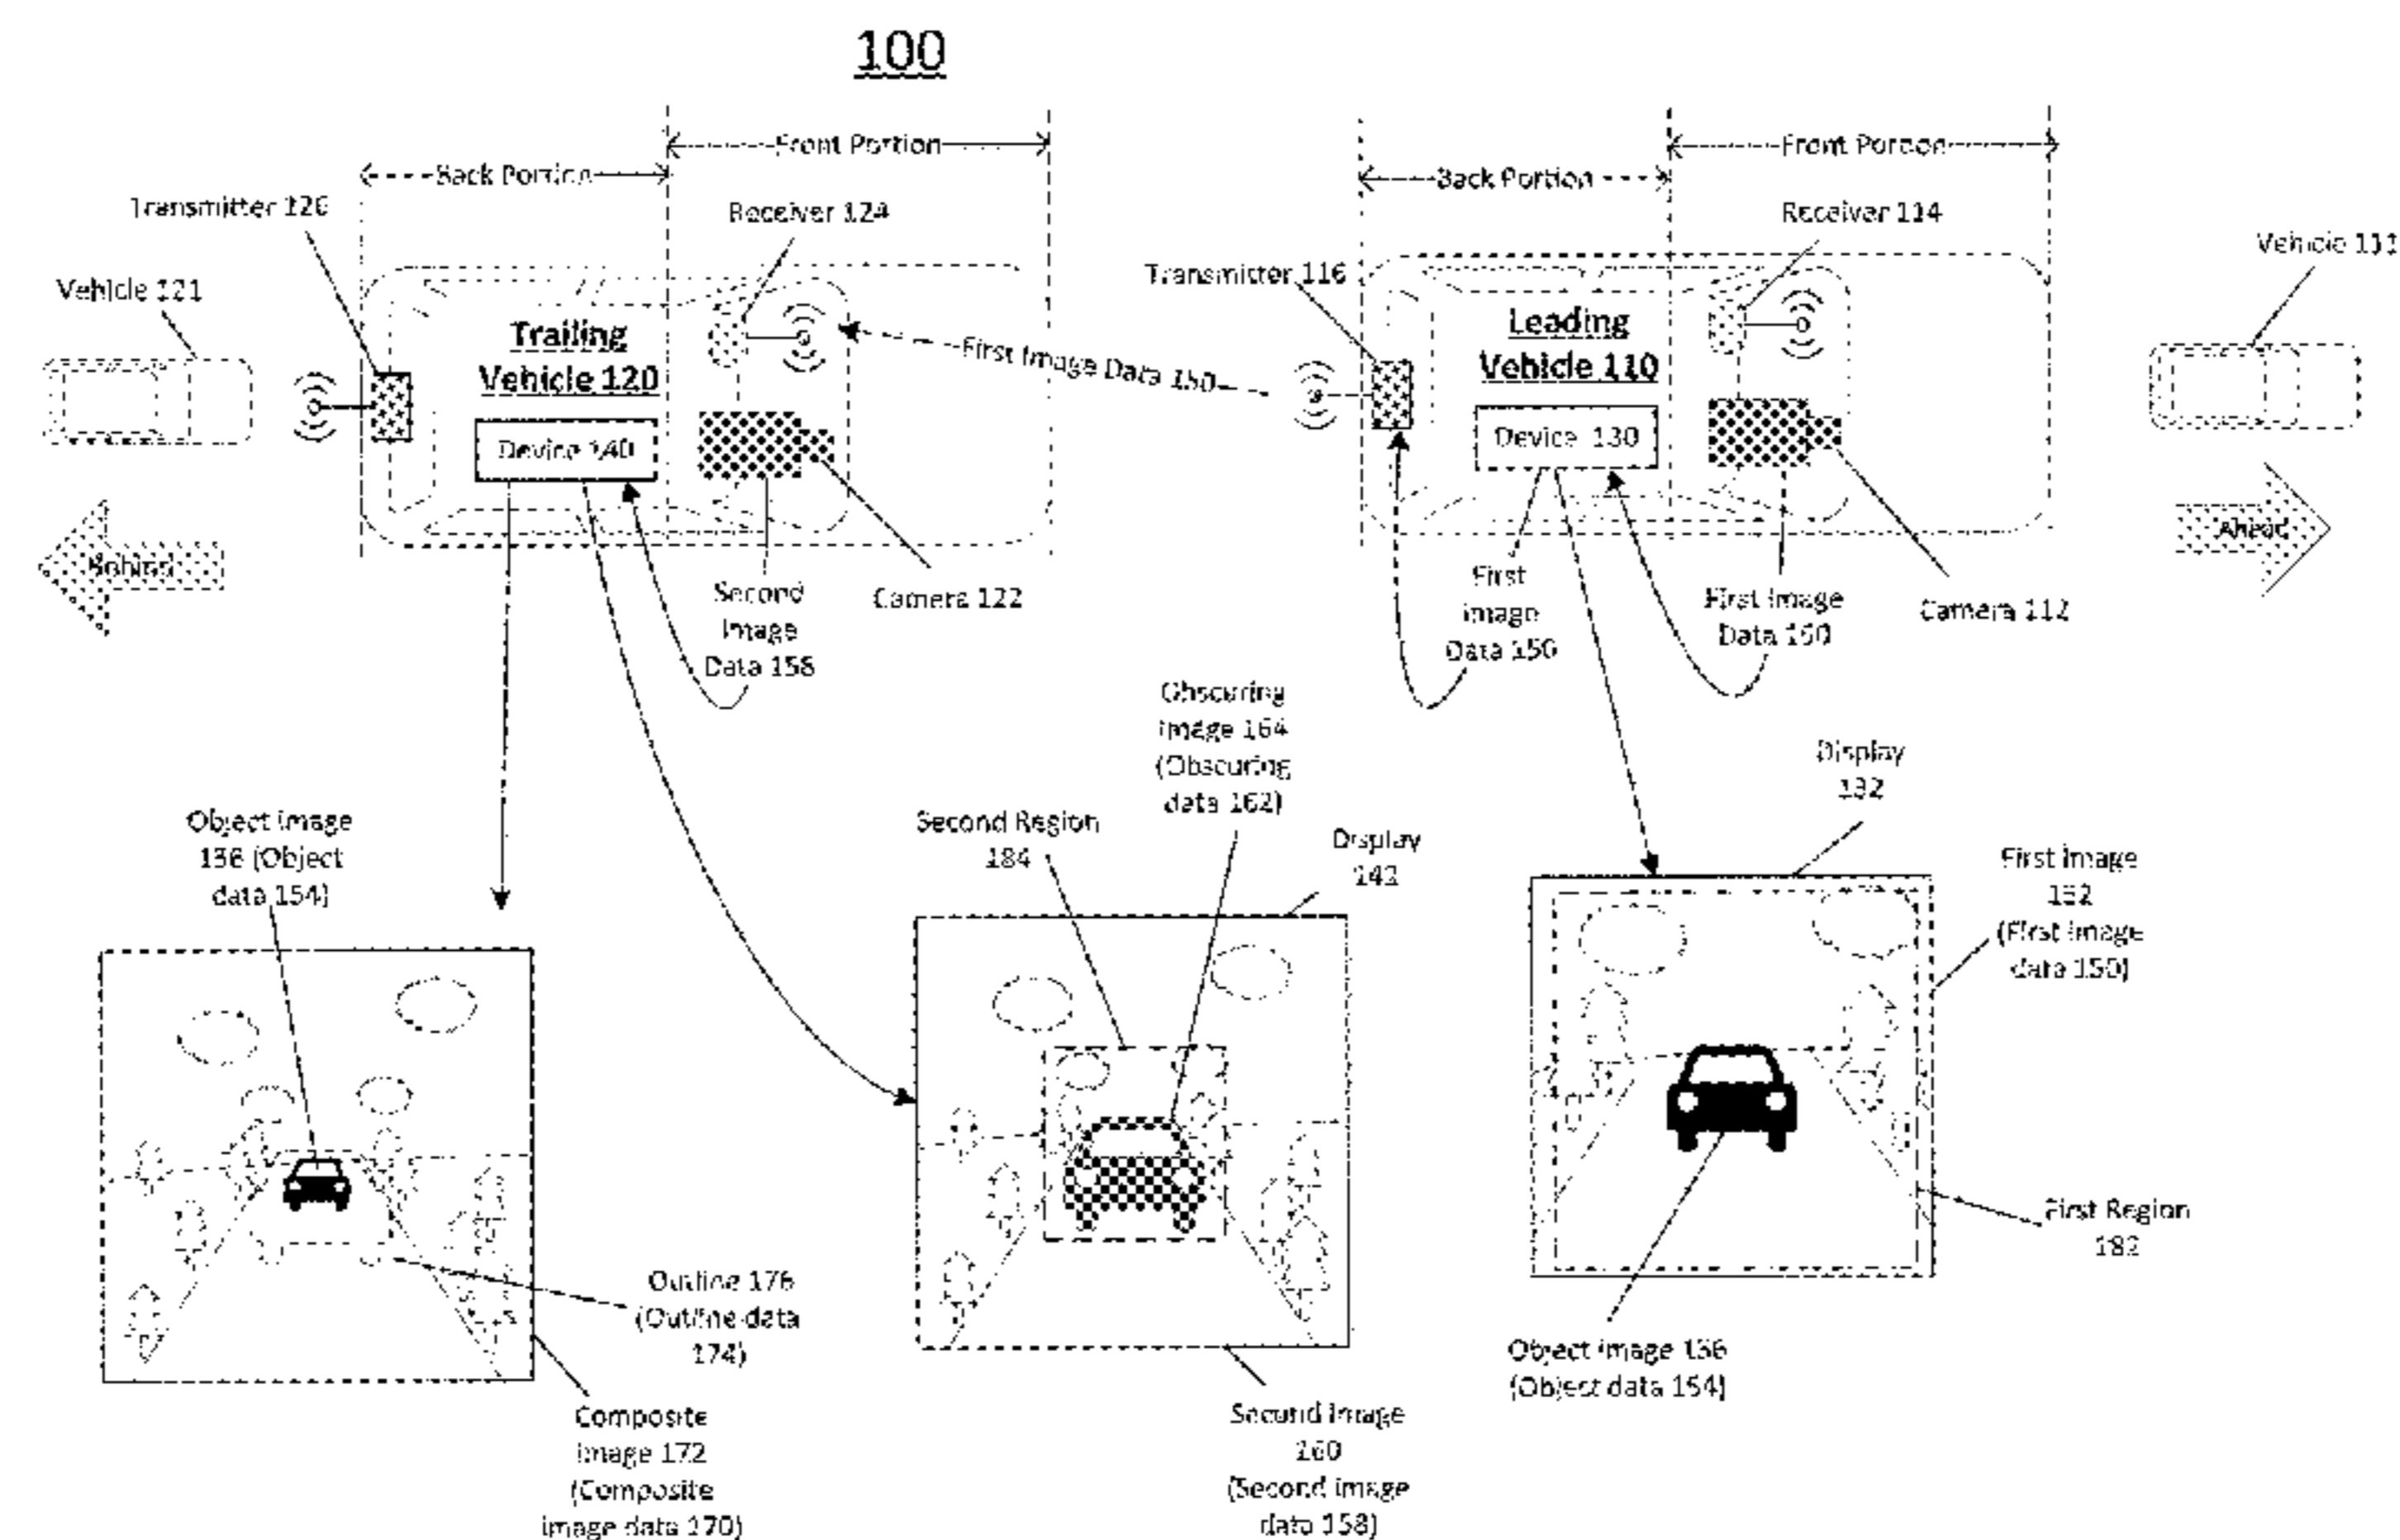 100
Back Portion
Front Portion
Back Portion
Front Portion
Transmitter 126
Receiver 124
Receiver 114
Vehicle 121
Transmitter 116
Vehicle 111
Trailing
Vehicle 120
First Image Data 150
Leading
Vehicle 110
Device 140
Device 130
Behind
Ahead
Second
Image
Data 158
Camera 122
First
Image
Data 150
First Image
Data 150
Camera 112
Object Image
156 (Object
data 154)
Second Region
184
Obscuring
Image 164
(Obscuring
data 162)
Display
142
Display
132
First Image
152
(First Image
data 150)
Outline 176
(Outline data
174)
First Region
182
Composite
Image 172
(Composite
image data 170)
Second Image
160
(Second image
data 158)
Object Image 156
(Object data 154)